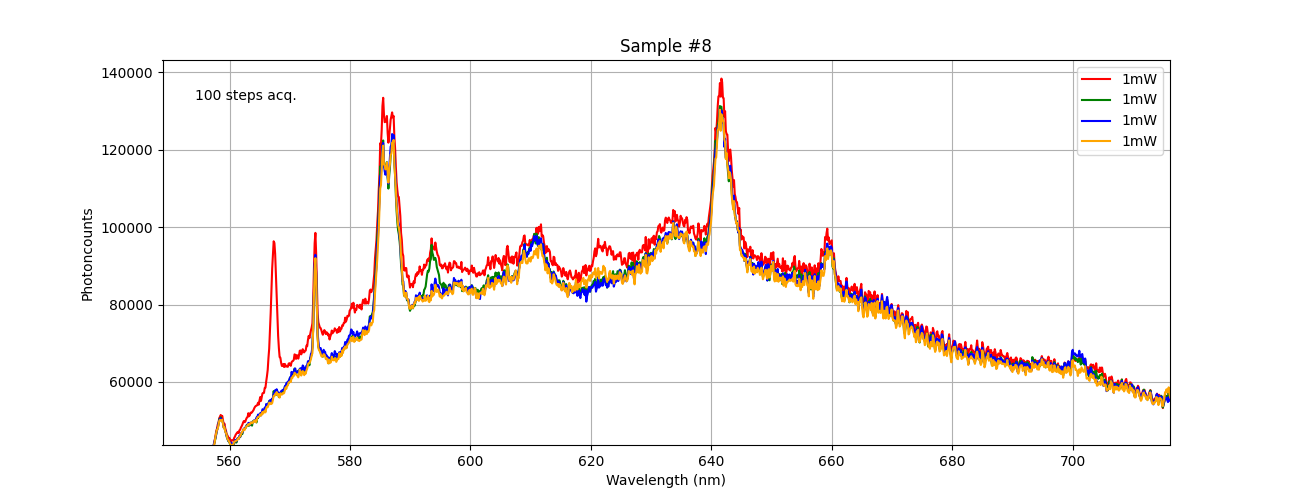 Sample #8
140000
120000
100000
80000
60000
Photoncounts
100 steps acq.
1mW
1mW
1mW
1mW
560 580 600 620 640 660 680 700
Wavelength (nm)